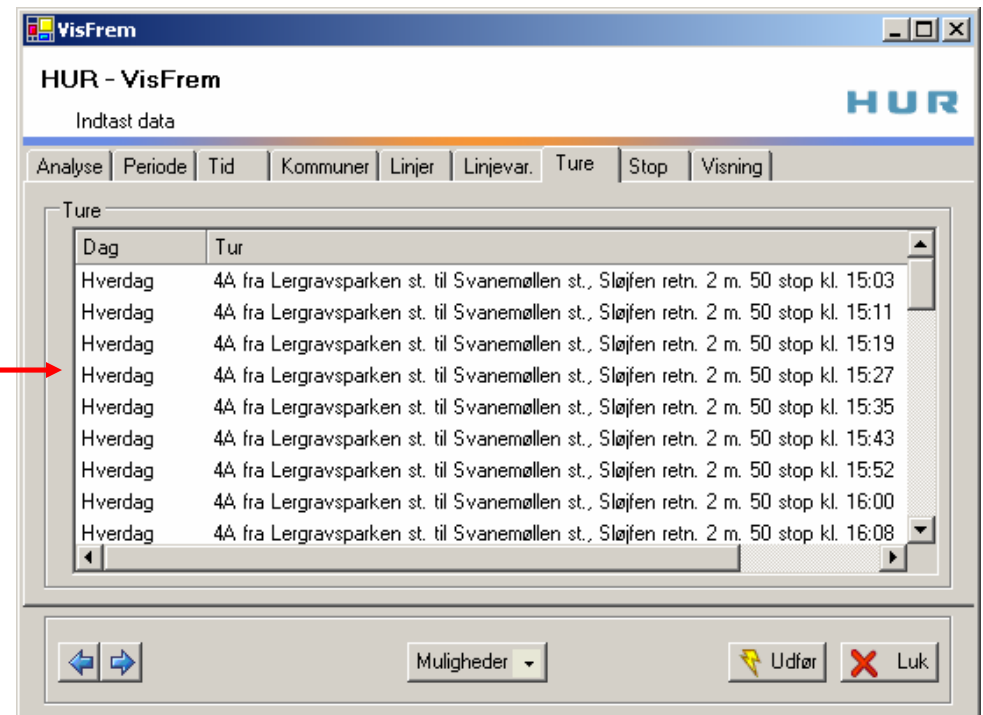 VisFrem
HUR - VisFrem
Indtast data
HUR
Analyse Periode Tid Kommuner Linjer Linjevar. Ture Stop Visning
Ture
Dag Tur
Hverdag 4A fra Lergravsparken st. til Svanemøllen st., Sløjfen retn. 2 m. 50 stop kl. 15:03
Hverdag 4A fra Lergravsparken st. til Svanemøllen st., Sløjfen retn. 2 m. 50 stop kl. 15:11
Hverdag 4A fra Lergravsparken st. til Svanemøllen st., Sløjfen retn. 2 m. 50 stop kl. 15:19
Hverdag 4A fra Lergravsparken st. til Svanemøllen st., Sløjfen retn. 2 m. 50 stop kl. 15:27
Hverdag 4A fra Lergravsparken st. til Svanemøllen st., Sløjfen retn. 2 m. 50 stop kl. 15:35
Hverdag 4A fra Lergravsparken st. til Svanemøllen st., Sløjfen retn. 2 m. 50 stop kl. 15:43
Hverdag 4A fra Lergravsparken st. til Svanemøllen st., Sløjfen retn. 2 m. 50 stop kl. 15:52
Hverdag 4A fra Lergravsparken st. til Svanemøllen st., Sløjfen retn. 2 m. 50 stop kl. 16:00
Hverdag 4A fra Lergravsparken st. til Svanemøllen st., Sløjfen retn. 2 m. 50 stop kl. 16:08
Muligheder Udfør Luk